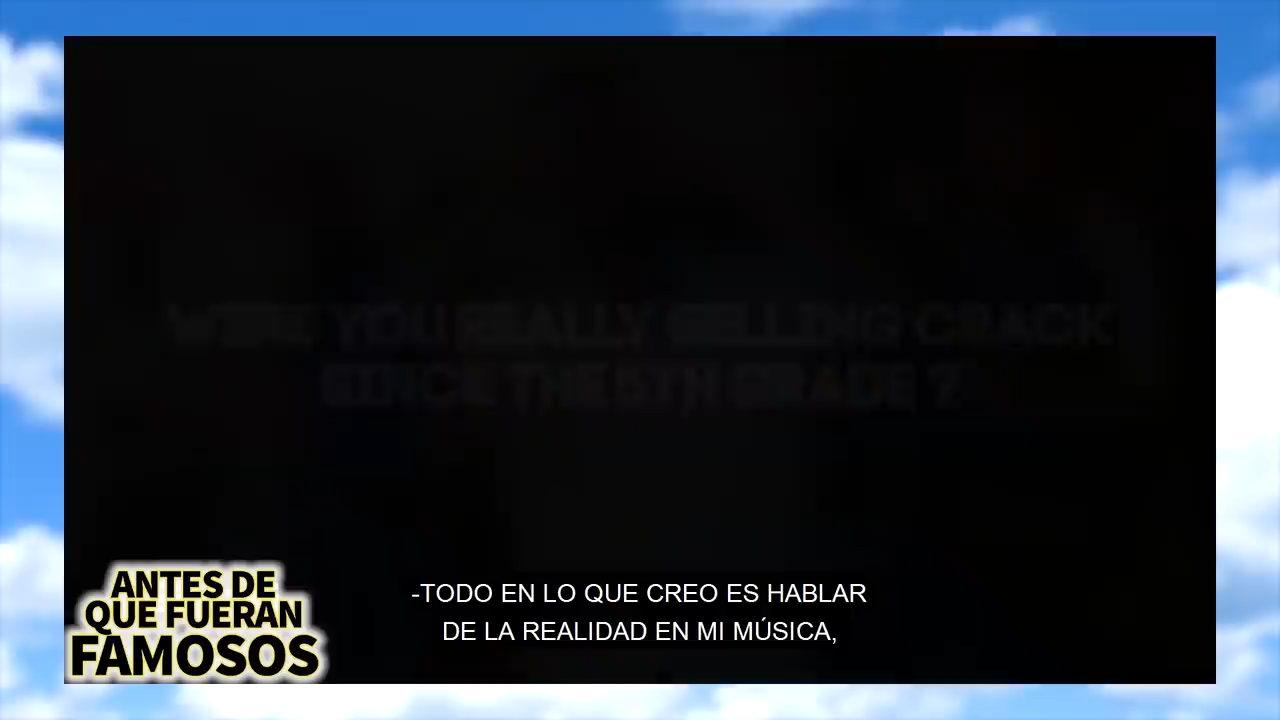 WERE YOU REALLY SELLING CRACK
SINCE THE 5TH GRADE ?
-TODO EN LO QUE CREO ES HABLAR
DE LA REALIDAD EN MI MÚSICA,
ANTES DE
QUE FUERAN
FAMOSOS